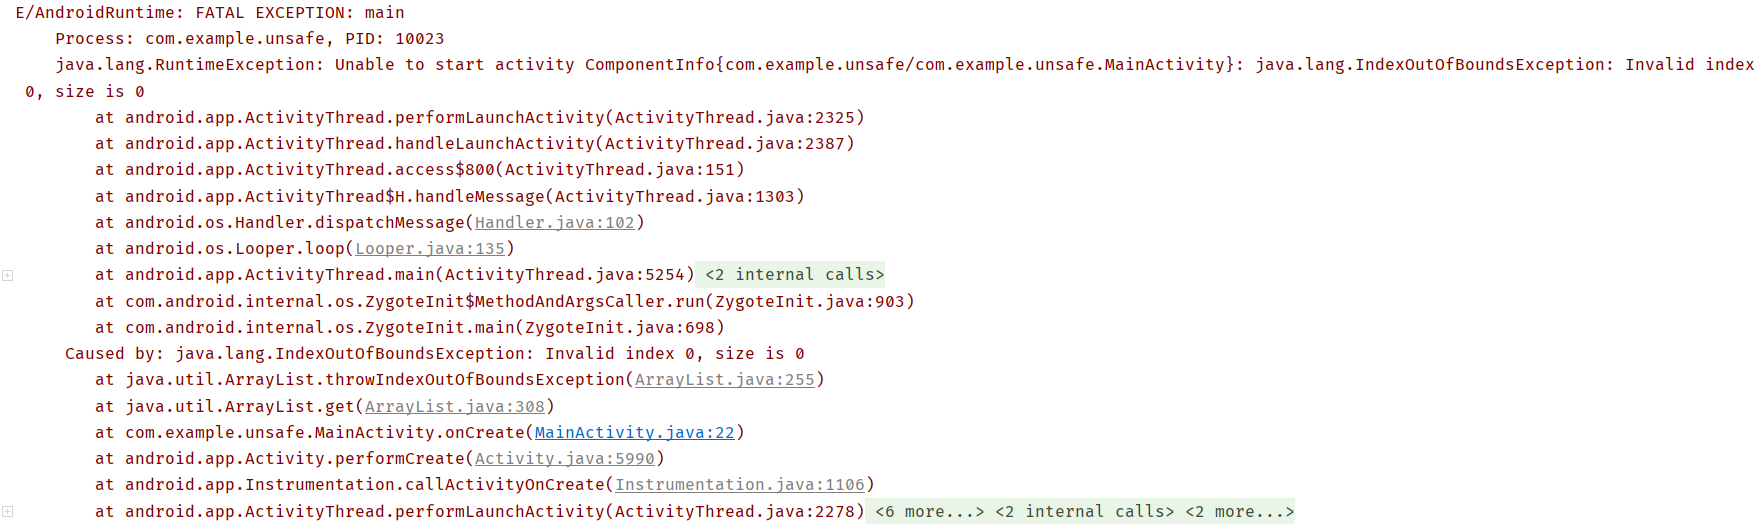 E/AndroidRuntime: FATAL EXCEPTION: main
Process: com.example.unsafe, PID: 10023
java.lang.RuntimeException: Unable to start activity ComponentInfo{com.example.unsafe/com.example.unsafe.MainActivity}: java.lang.IndexOutOfBoundsException: Invalid index
0, size is 0
at android.app.ActivityThread.performLaunchActivity(ActivityThread.java:2325)
at android.app.ActivityThread.handleLaunchActivity(ActivityThread.java:2387)
at android.app.ActivityThread.access$800(ActivityThread.java:151)
at android.app.ActivityThread$H.handleMessage(ActivityThread.java:1303)
at android.os.Handler.dispatchMessage(Handler.java:102)
at android.os.Looper.loop(Looper.java:135)
at android.app.ActivityThread.main(ActivityThread.java:5254) <2 internal calls>
at com.android.internal.os.ZygoteInit$MethodAndArgsCaller.run(ZygoteInit.java:903)
at com.android.internal.os.ZygoteInit.main(ZygoteInit.java:698)
Caused by: java.lang.IndexOutOfBoundsException: Invalid index 0, size is 0
at java.util.ArrayList.throwIndexOutOfBoundsException(ArrayList.java:255)
at java.util.ArrayList.get(ArrayList.java:308)
at com.example.unsafe.MainActivity.onCreate(MainActivity.java:22)
at android.app.Activity.performCreate(Activity.java:5990)
at android.app.Instrumentation.callActivityOnCreate(Instrumentation.java:1106)
at android.app.ActivityThread.performLaunchActivity(ActivityThread.java:2278) <6 more...> <2 internal calls> <2 more...>